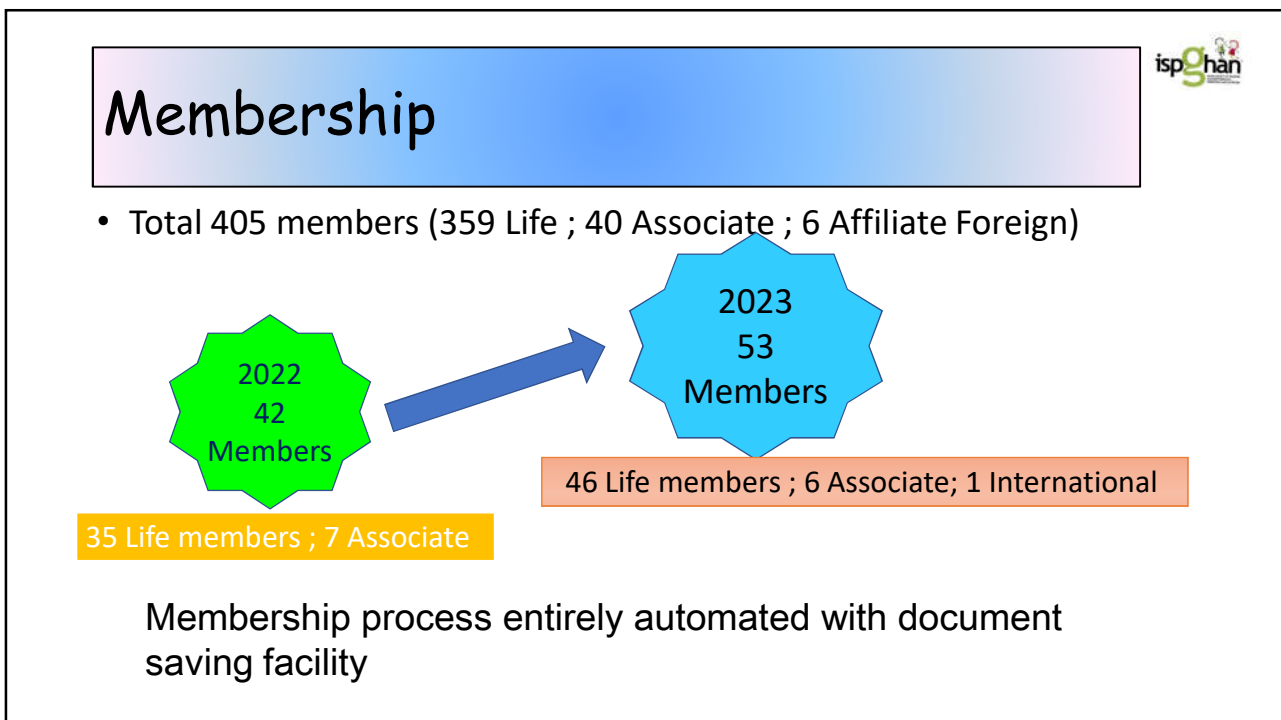 ispghan
Membership
• Total 405 members (359 Life ; 40 Associate ; 6 Affiliate Foreign)
2022
42
Members
2023
53
Members
46 Life members ; 6 Associate; 1 International
35 Life members ; 7 Associate
Membership process entirely automated with document
saving facility